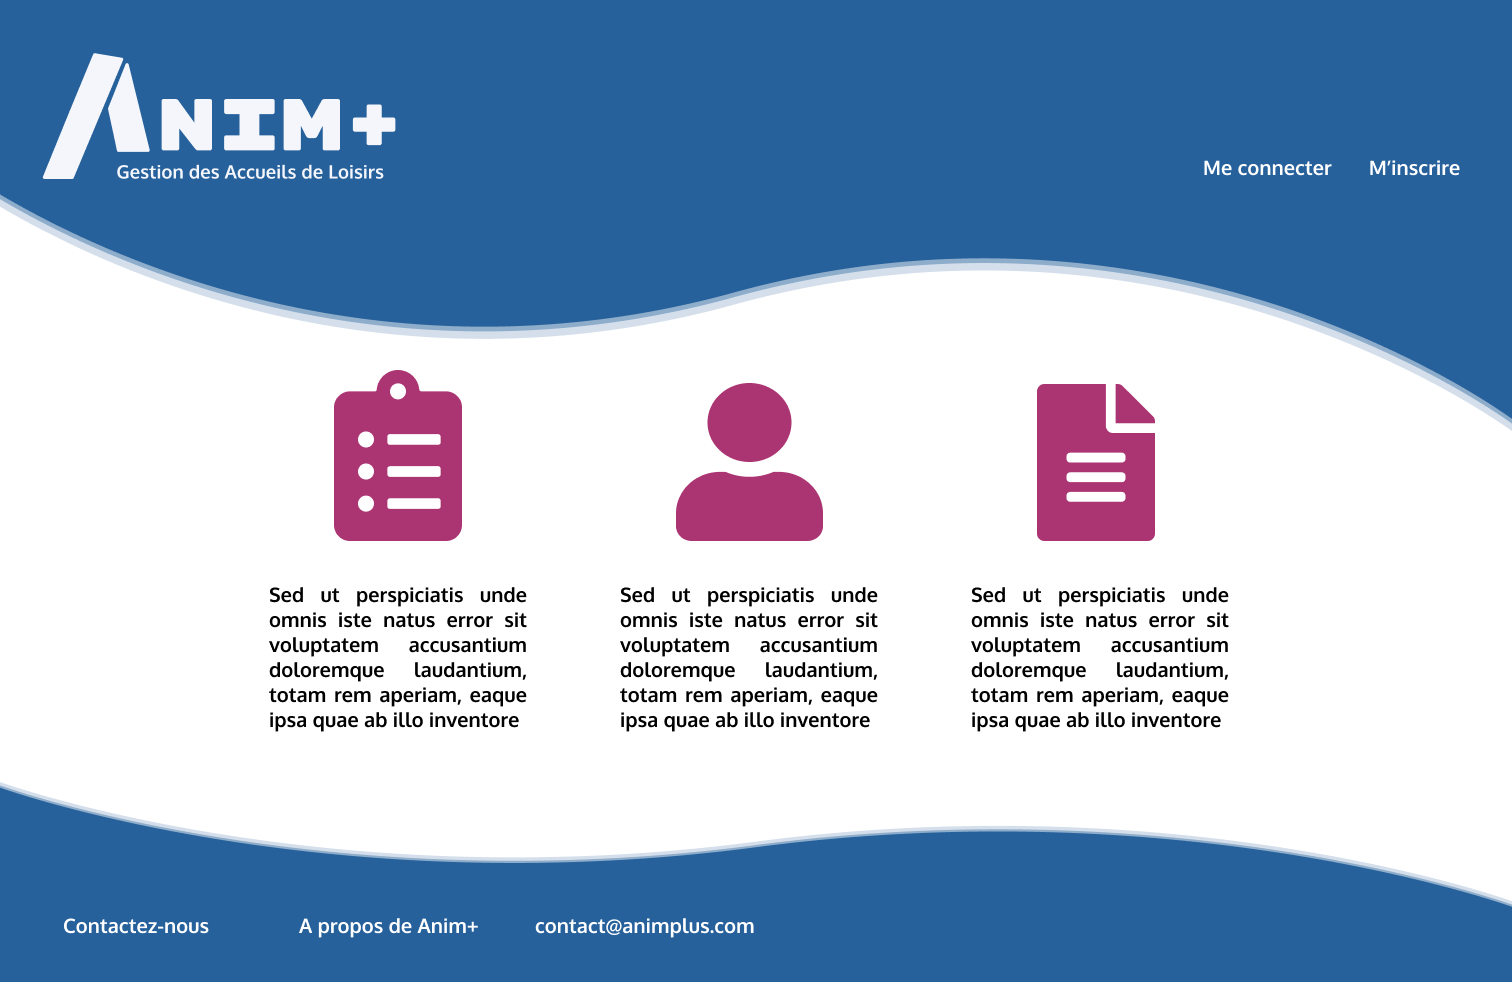 ANIM+
Gestion des Accueils de Loisirs
Me connecter
M’inscrire
Sed ut perspiciatis unde
omnis iste natus error sit
voluptatem accusantium
doloremque laudantium,
totam rem aperiam, eaque
ipsa quae ab illo inventore
Sed ut perspiciatis unde
omnis iste natus error sit
voluptatem accusantium
doloremque laudantium,
totam rem aperiam, eaque
ipsa quae ab illo inventore
Sed ut perspiciatis unde
omnis iste natus error sit
voluptatem accusantium
doloremque laudantium,
totam rem aperiam, eaque
ipsa quae ab illo inventore
Contactez-nous
A propos de Anim+
contact@animplus.com